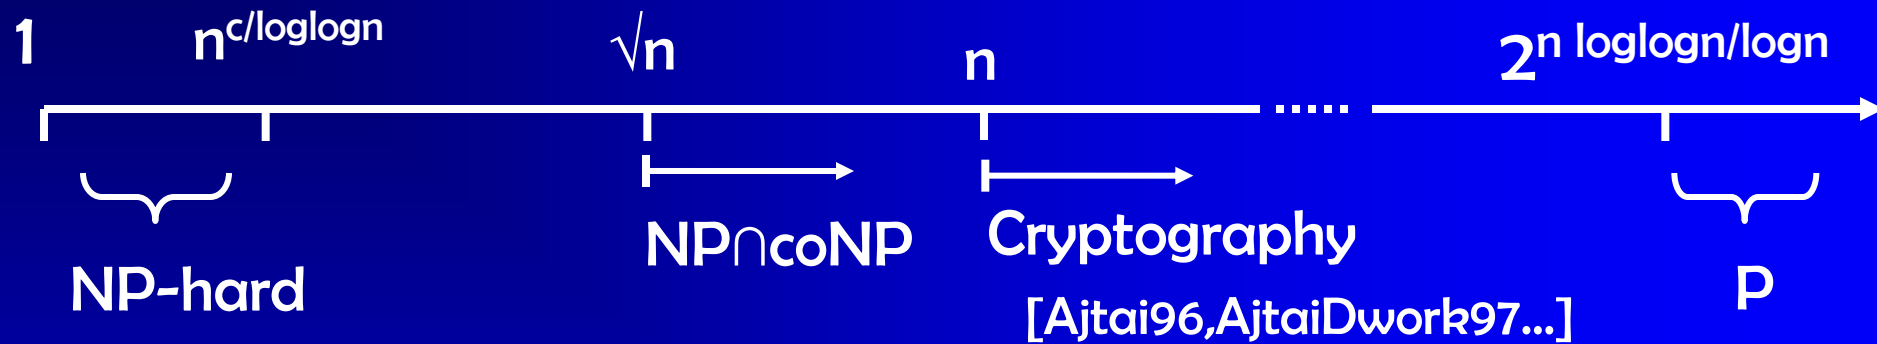 1 n^c/loglogn √n n 2^n loglogn/logn
NP-hard NP∩coNP Cryptography P
[Ajtai96,AjtaiDwork97...]